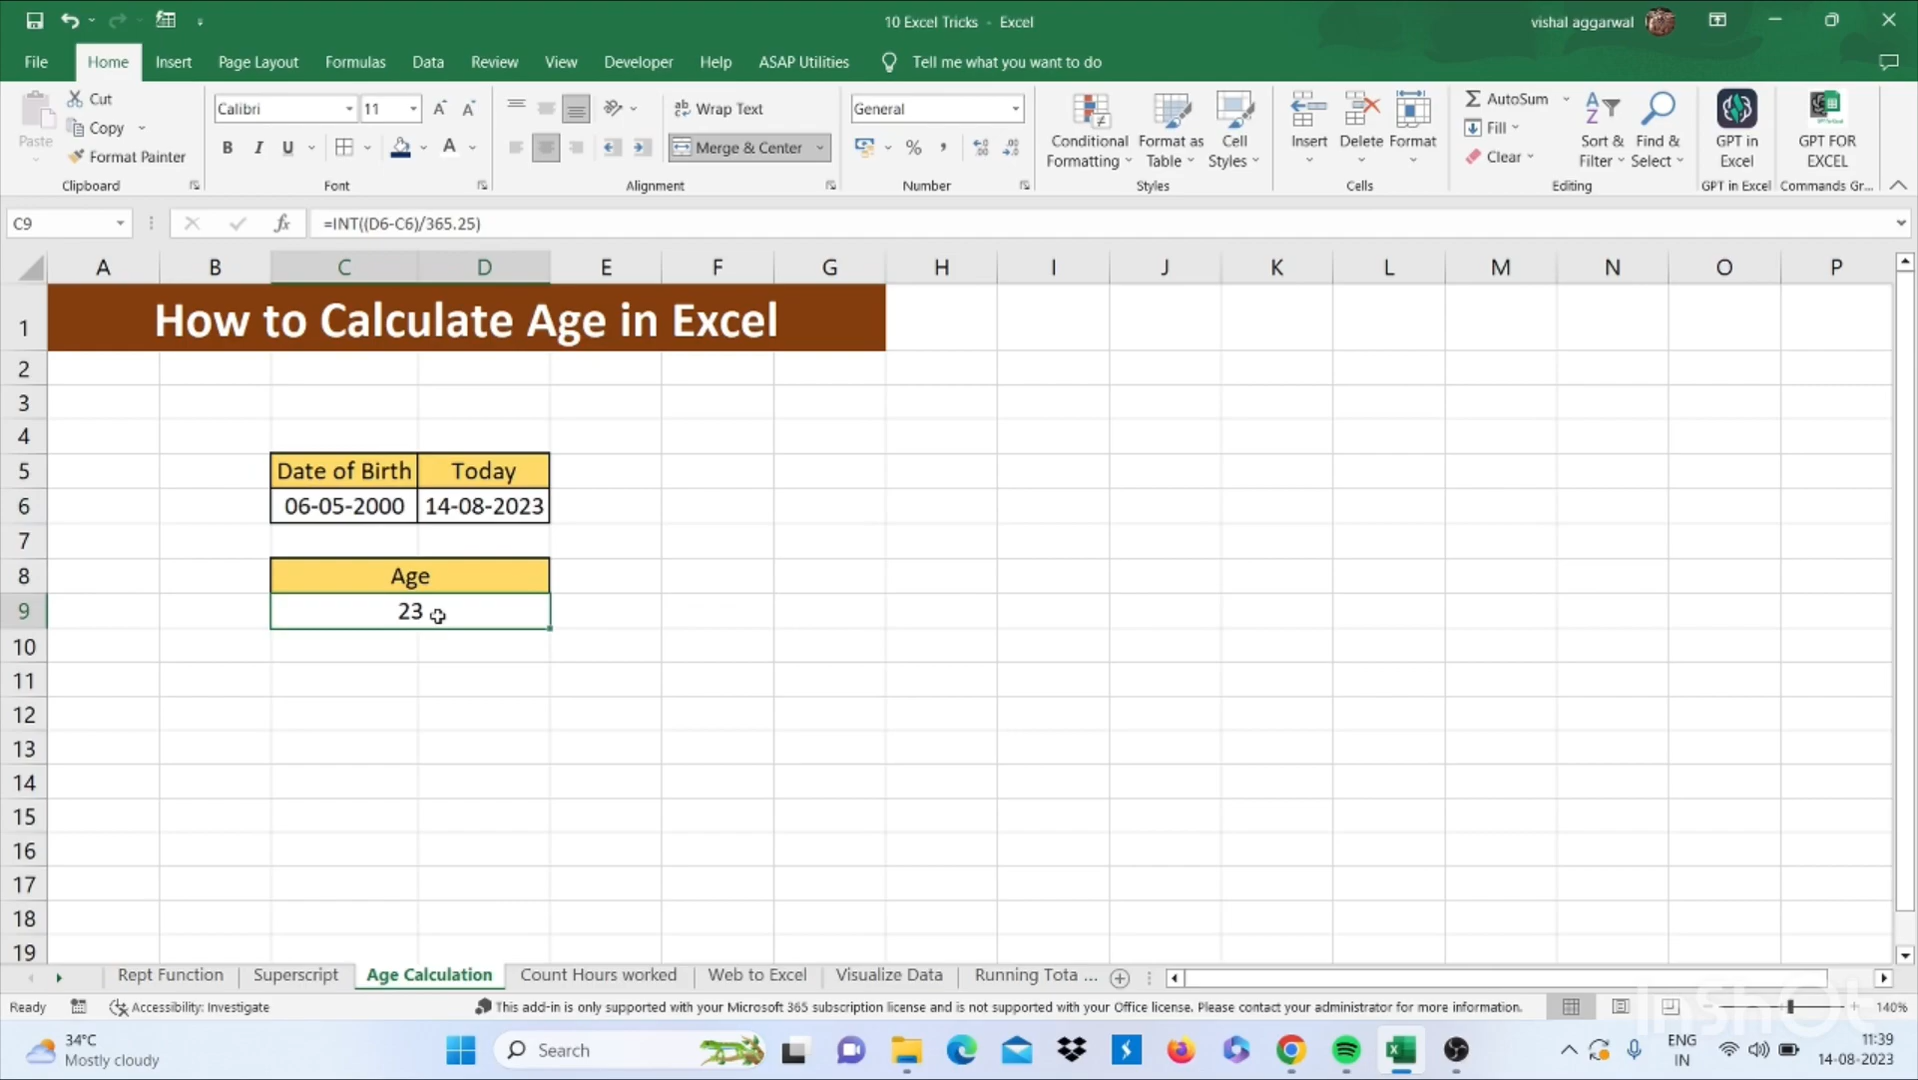 10 Excel Tricks - Excel
vishal aggarwal
File Home Insert Page Layout Formulas Data Review View Developer Help ASAP Utilities Tell me what you want to do
Paste
Cut
Copy
Format Painter
Clipboard
Calibri 11
B I U
Font
Wrap Text
Merge & Center
Alignment
General
Number
Conditional Formatting
Format as Table
Cell Styles
Styles
Insert Delete Format
Cells
AutoSum
Fill
Clear
Sort & Filter
Find & Select
Editing
GPT in Excel
GPT in Excel
GPT FOR EXCEL
Commands Gr...
C9 fx =INT((D6-C6)/365.25)
A B C D E F G H I J K L M N O P
1 How to Calculate Age in Excel
2
3
4
5 Date of Birth Today
6 06-05-2000 14-08-2023
7
8 Age
9 23
10
11
12
13
14
15
16
17
18
19
Rept Function Superscript Age Calculation Count Hours worked Web to Excel Visualize Data Running Tota ...
Ready Accessibility: Investigate This add-in is only supported with your Microsoft 365 subscription license and is not supported with your Office license. Please contact your administrator for more information. 140%
InShOt
34°C
Mostly cloudy
Search
ENG
IN
11:39
14-08-2023